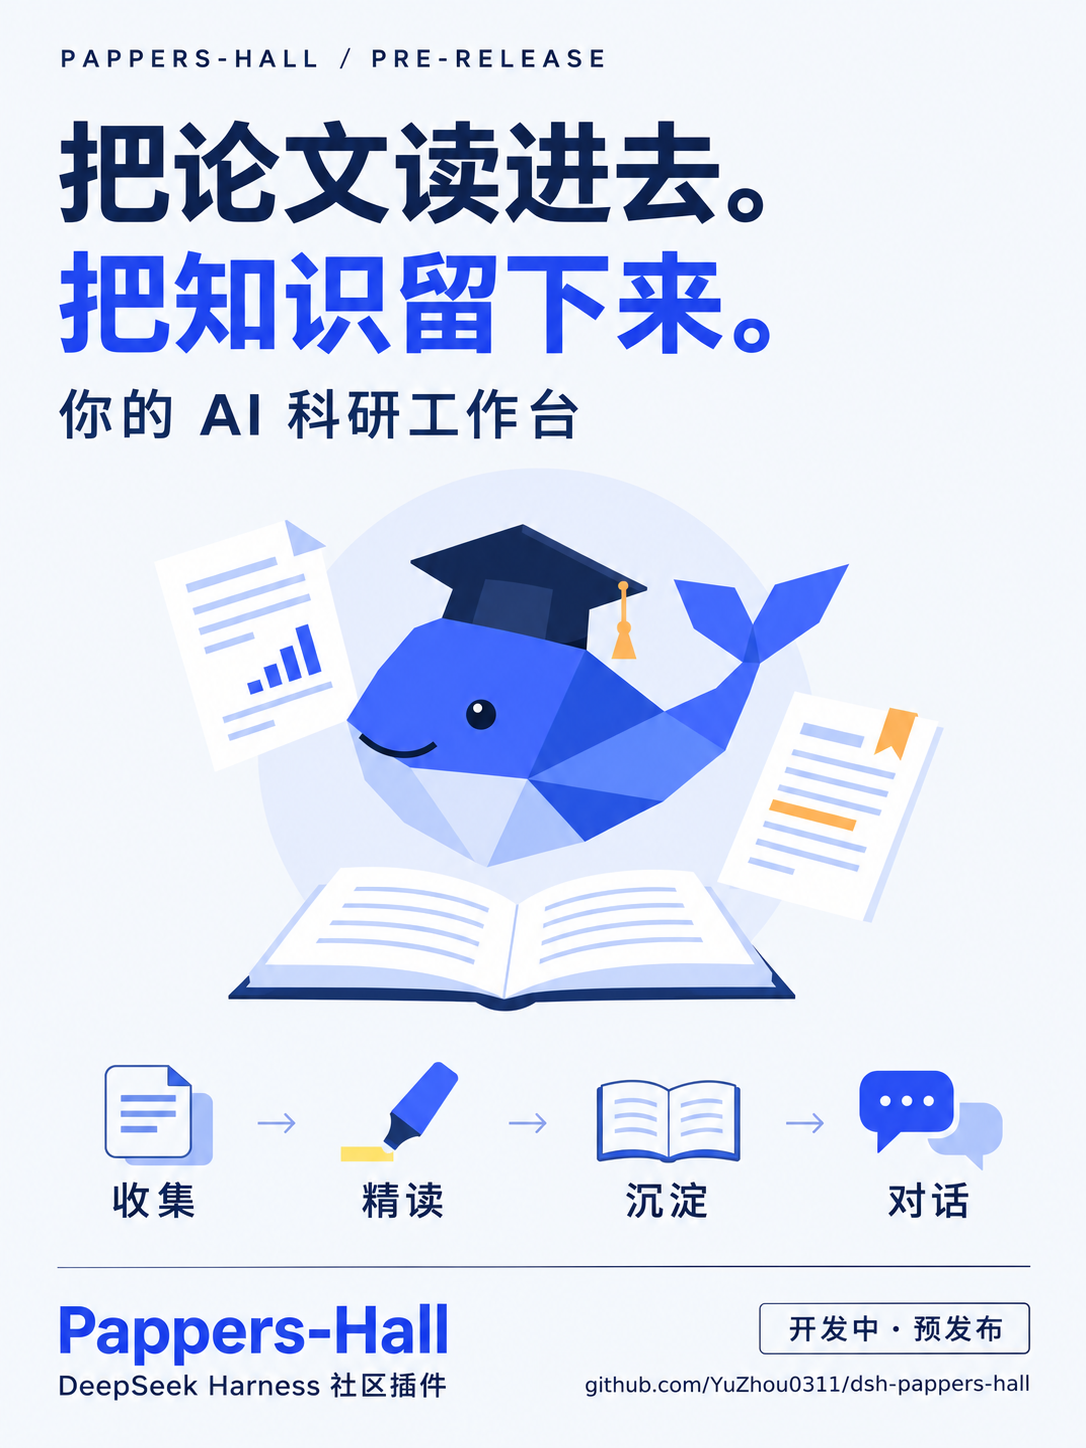 PAPPERS-HALL / PRE-RELEASE
把论文读进去。
把知识留下来。
你的 AI 科研工作台
收集
精读
沉淀
对话
Pappers-Hall
DeepSeek Harness 社区插件
开发中 · 预发布
github.com/YuZhou0311/dsh-pappers-hall